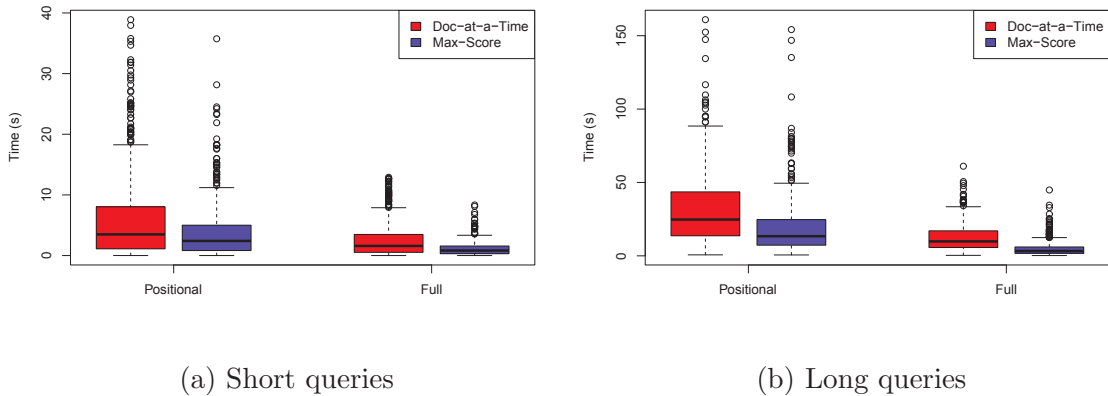 40
30
20
10
0
Time (s)
Doc-at-a-Time
Max-Score
Positional
Full
(a) Short queries
150
100
50
0
Time (s)
Doc-at-a-Time
Max-Score
Positional
Full
(b) Long queries